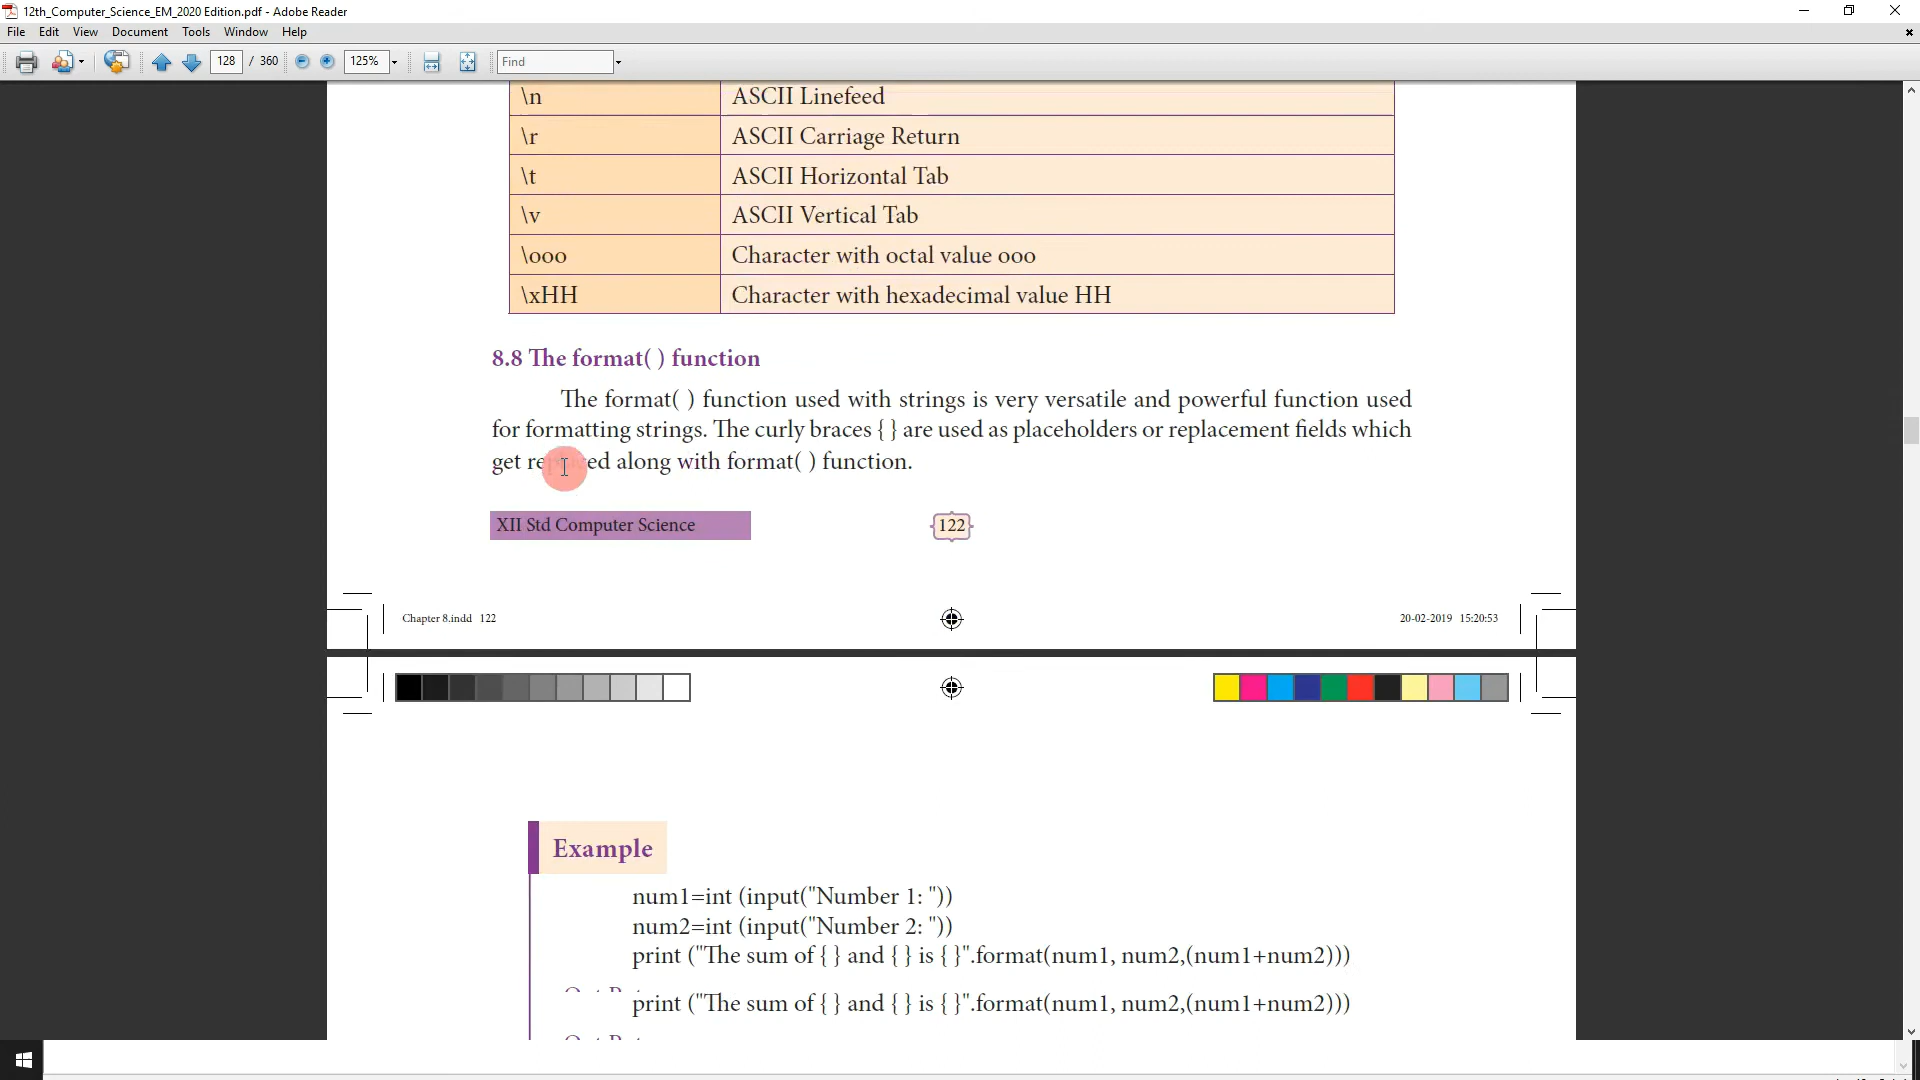 12th_Computer_Science_EM_2020 Edition.pdf - Adobe Reader
File Edit View Document Tools Window Help
128 / 360 125% Find
\n ASCII Linefeed
\r ASCII Carriage Return
\t ASCII Horizontal Tab
\v ASCII Vertical Tab
\ooo Character with octal value ooo
\xHH Character with hexadecimal value HH
8.8 The format( ) function
The format( ) function used with strings is very versatile and powerful function used
for formatting strings. The curly braces { } are used as placeholders or replacement fields which
get along with format( ) function.
XII Std Computer Science 122
Chapter 8.indd 122 20-02-2019 15:20:53
Example
num1=int (input("Number 1: "))
num2=int (input("Number 2: "))
print ("The sum of { } and { } is { }".format(num1, num2,(num1+num2)))
print ("The sum of { } and { } is { }".format(num1, num2,(num1+num2)))